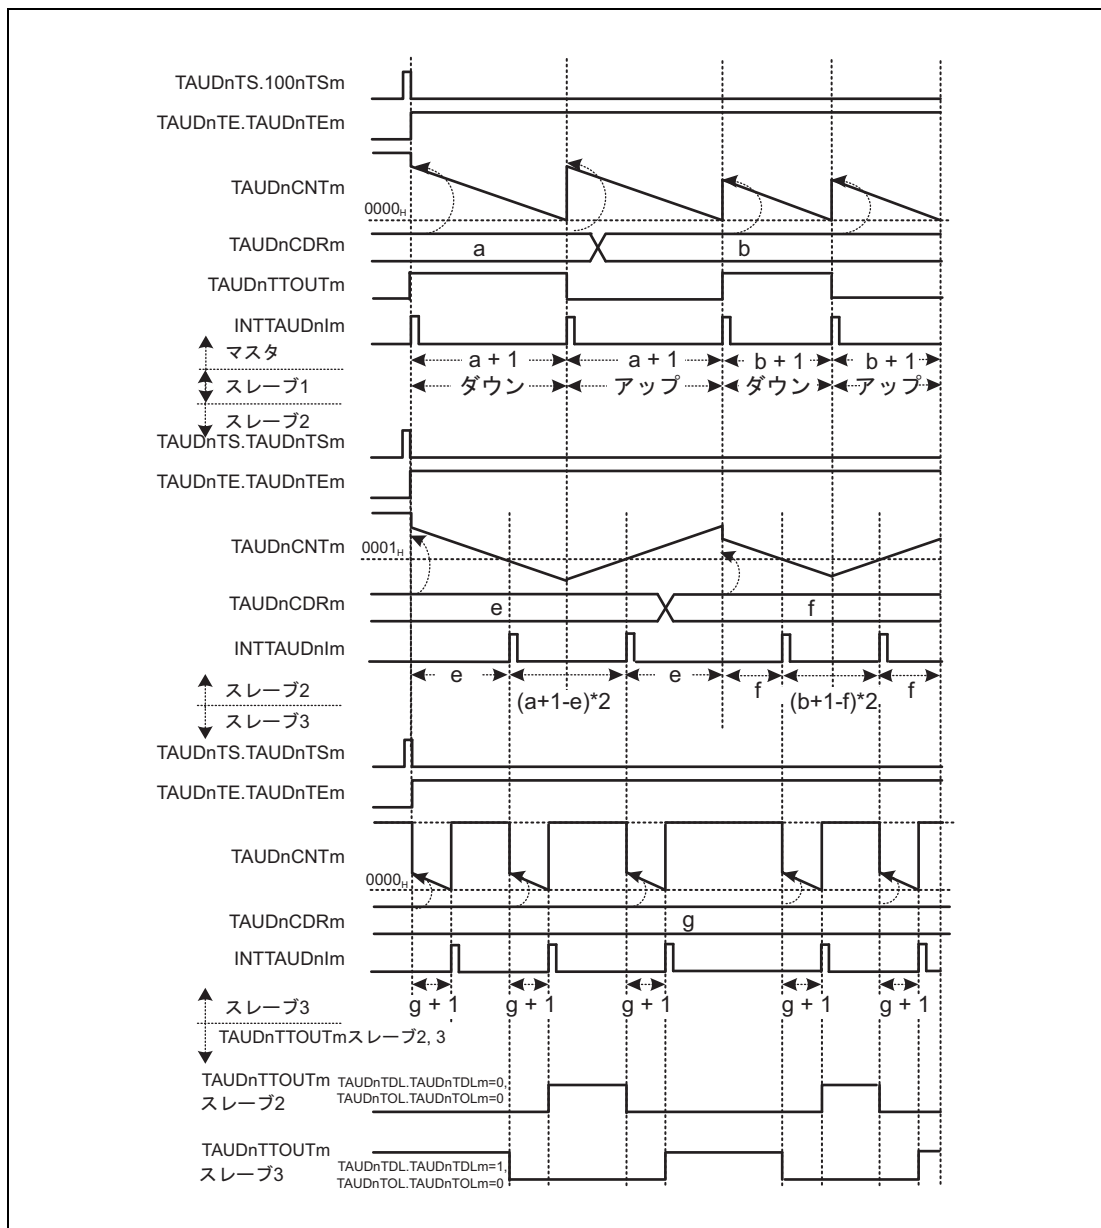 TAUDnTS.100nTSm
TAUDnTE.TAUDnTEm
TAUDnCNTm
0000H
TAUDnCDRm
a
b
TAUDnTTOUTm
INTTAUDnIm
マスタ
a + 1
a + 1
b + 1
b + 1
スレーブ1
ダウン
アップ
ダウン
アップ
スレーブ2
TAUDnTS.TAUDnTSm
TAUDnTE.TAUDnTEm
TAUDnCNTm
0001H
TAUDnCDRm
e
f
INTTAUDnIm
e
e
f
f
スレーブ2
(a+1-e)*2
(b+1-f)*2
スレーブ3
TAUDnTS.TAUDnTSm
TAUDnTE.TAUDnTEm
TAUDnCNTm
0000H
TAUDnCDRm
g
INTTAUDnIm
スレーブ3
g + 1
g + 1
g + 1
g + 1
g + 1
TAUDnTTOUTmスレーブ2, 3
TAUDnTTOUTm
スレーブ2
TAUDnTDL.TAUDnTDLm=0,
TAUDnTOL.TAUDnTOLm=0
TAUDnTTOUTm
スレーブ3
TAUDnTDL.TAUDnTDLm=1,
TAUDnTOL.TAUDnTOLm=0